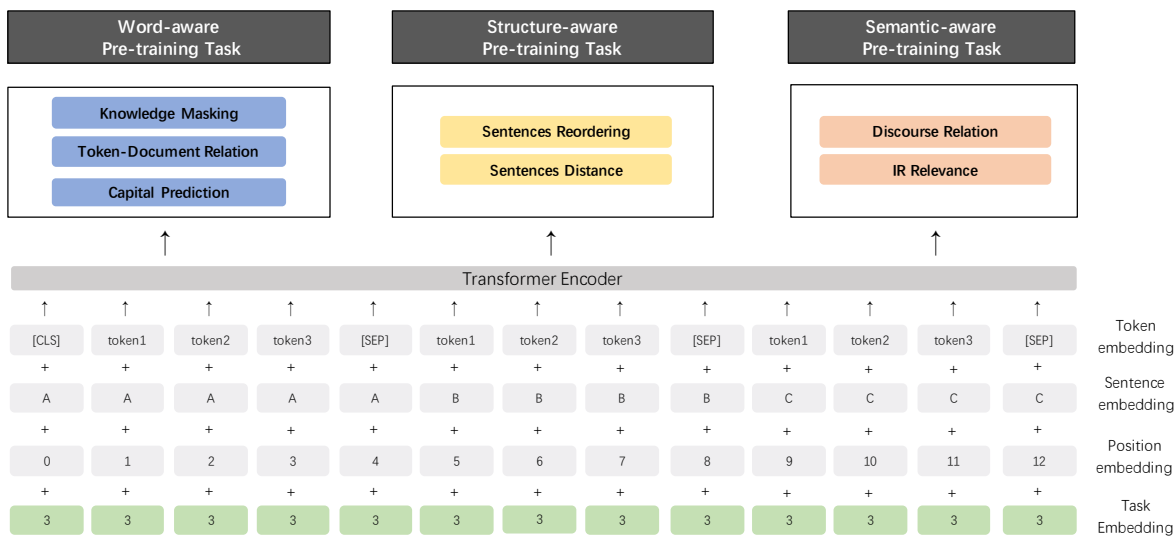 Word-aware
Pre-training Task
Structure-aware
Pre-training Task
Semantic-aware
Pre-training Task
Knowledge Masking
Token-Document Relation
Capital Prediction
Sentences Reordering
Sentences Distance
Discourse Relation
IR Relevance
Transformer Encoder
[CLS] token1 token2 token3 [SEP] token1 token2 token3 [SEP] token1 token2 token3 [SEP]
Token
embedding
+ + + + + + + + + + + + +
A A A A A B B B B C C C C
Sentence
embedding
+ + + + + + + + + + + + +
0 1 2 3 4 5 6 7 8 9 10 11 12
Position
embedding
+ + + + + + + + + + + + +
3 3 3 3 3 3 3 3 3 3 3 3 3
Task
Embedding